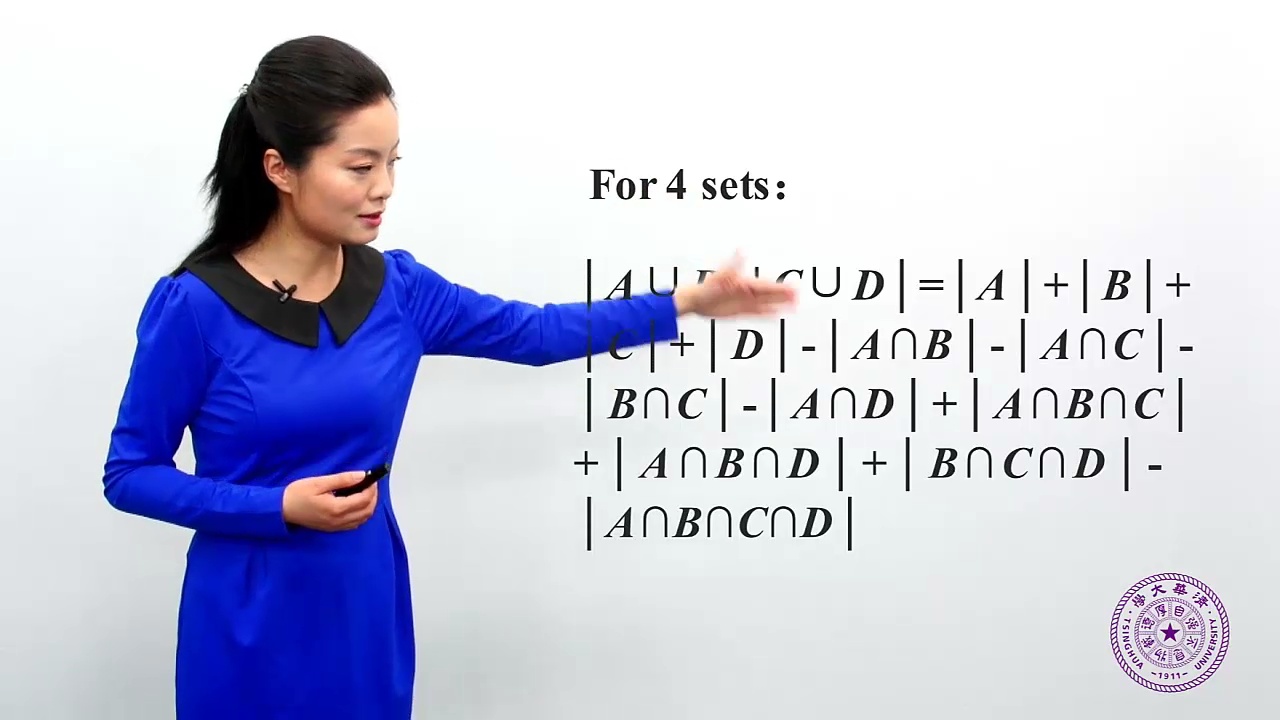 For 4 sets：
|A∪B∪C∪D|=|A|+|B|+
|C|+|D|-|A∩B|-|A∩C|-
|B∩C|-|A∩D|+|A∩B∩C|
+|A∩B∩D|+|B∩C∩D|-
|A∩B∩C∩D|
TSINGHUA UNIVERSITY
-1911-